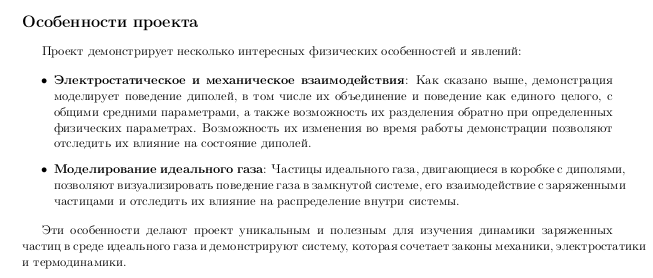 Особенности проекта
Проект демонстрирует несколько интересных физических особенностей и явлений:
• Электростатическое и механическое взаимодействия: Как сказано выше, демонстрация
моделирует поведение диполей, в том числе их объединение и поведение как единого целого, с
общими средними параметрами, а также возможность их разделения обратно при определенных
физических параметрах. Возможность их изменения во время работы демонстрации позволяют
отследить их влияние на состояние диполей.
• Моделирование идеального газа: Частицы идеального газа, двигающиеся в коробке с диполями,
позволяют визуализировать поведение газа в замкнутой системе, его взаимодействие с заряженными
частицами и отследить их влияние на распределение внутри системы.
Эти особенности делают проект уникальным и полезным для изучения динамики заряженных
частиц в среде идеального газа и демонстрируют систему, которая сочетает законы механики, электростатики
и термодинамики.